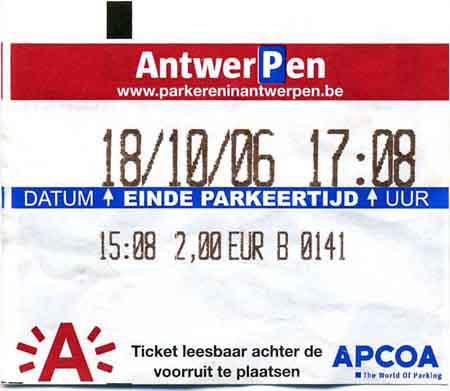 AntwerPen
www.parkereninantwerpen.be
18/10/06 17:08
DATUM ↑ EINDE PARKEERTIJD ↑ UUR
15:08 2,00 EUR B 0141
A
Ticket leesbaar achter de
voorruit te plaatsen
APCOA
The World Of Parking